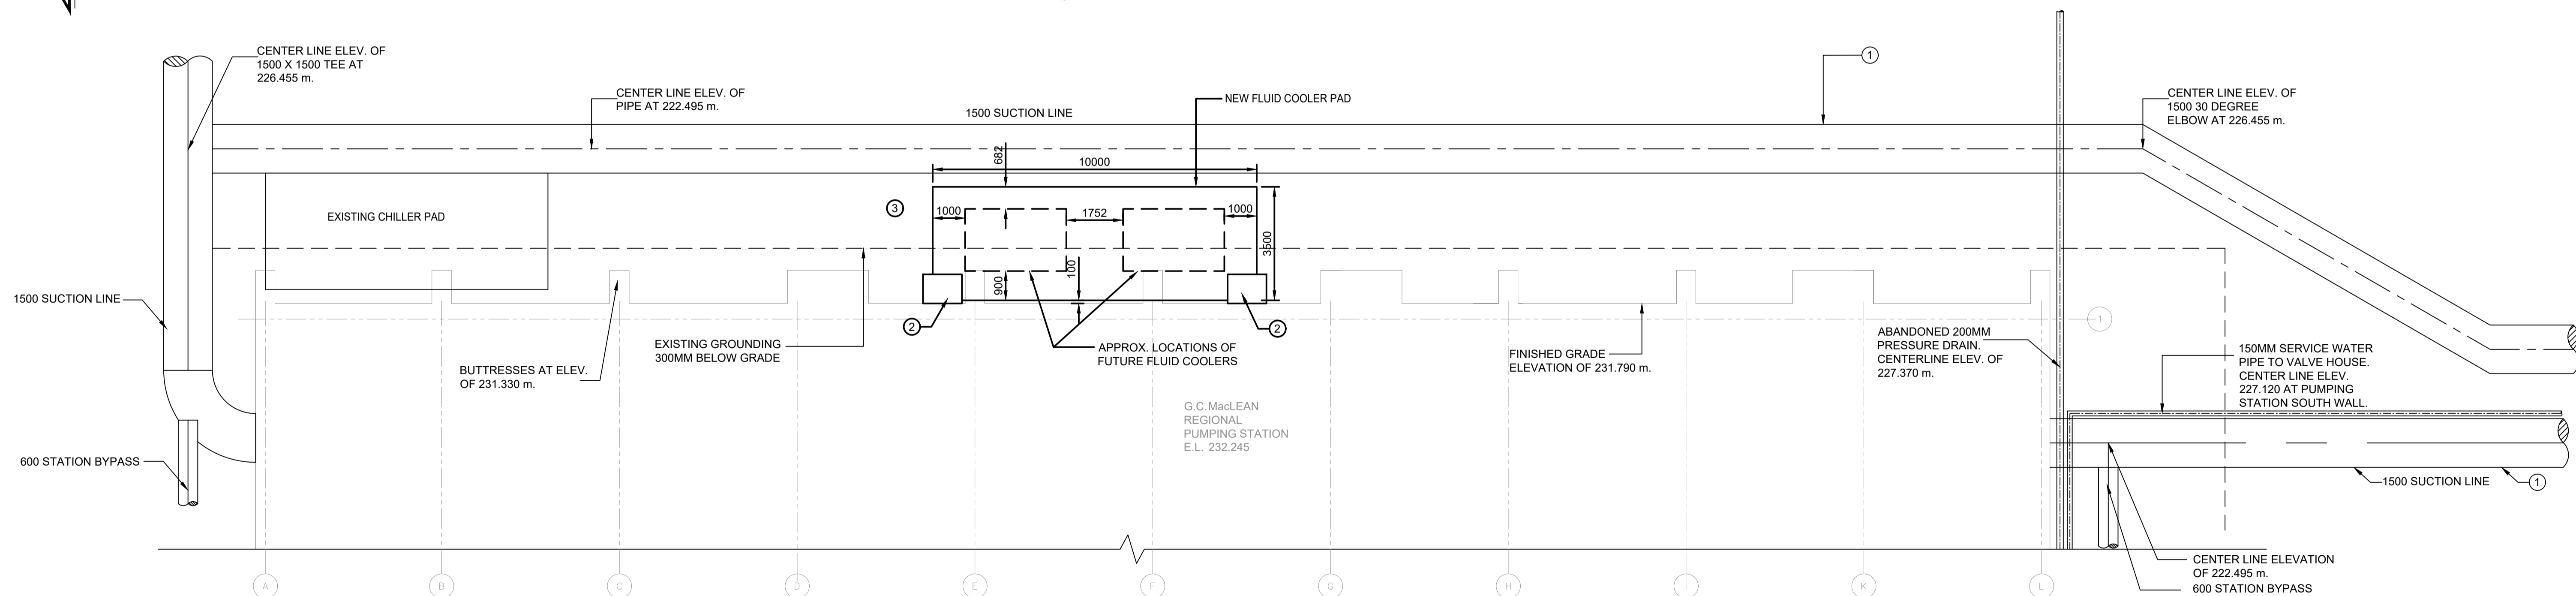 CENTER LINE ELEV. OF
1500 X 1500 TEE AT
226.455 m.
CENTER LINE ELEV. OF
PIPE AT 222.495 m.
1500 SUCTION LINE
NEW FLUID COOLER PAD
1
CENTER LINE ELEV. OF
1500 30 DEGREE
ELBOW AT 226.455 m.
682
10000
EXISTING CHILLER PAD
3
1000
1752
1000
3500
900
100
1500 SUCTION LINE
2
2
1
BUTTRESSES AT ELEV.
OF 231.330 m.
EXISTING GROUNDING
300MM BELOW GRADE
APPROX. LOCATIONS OF
FUTURE FLUID COOLERS
FINISHED GRADE
ELEVATION OF 231.790 m.
ABANDONED 200MM
PRESSURE DRAIN.
CENTERLINE ELEV. OF
227.370 m.
150MM SERVICE WATER
PIPE TO VALVE HOUSE.
CENTER LINE ELEV.
227.120 AT PUMPING
STATION SOUTH WALL.
G.C.MacLEAN
REGIONAL
PUMPING STATION
E.L. 232.245
600 STATION BYPASS
1500 SUCTION LINE
1
CENTER LINE ELEVATION
OF 222.495 m.
600 STATION BYPASS
A
B
C
D
E
F
G
H
I
K
L